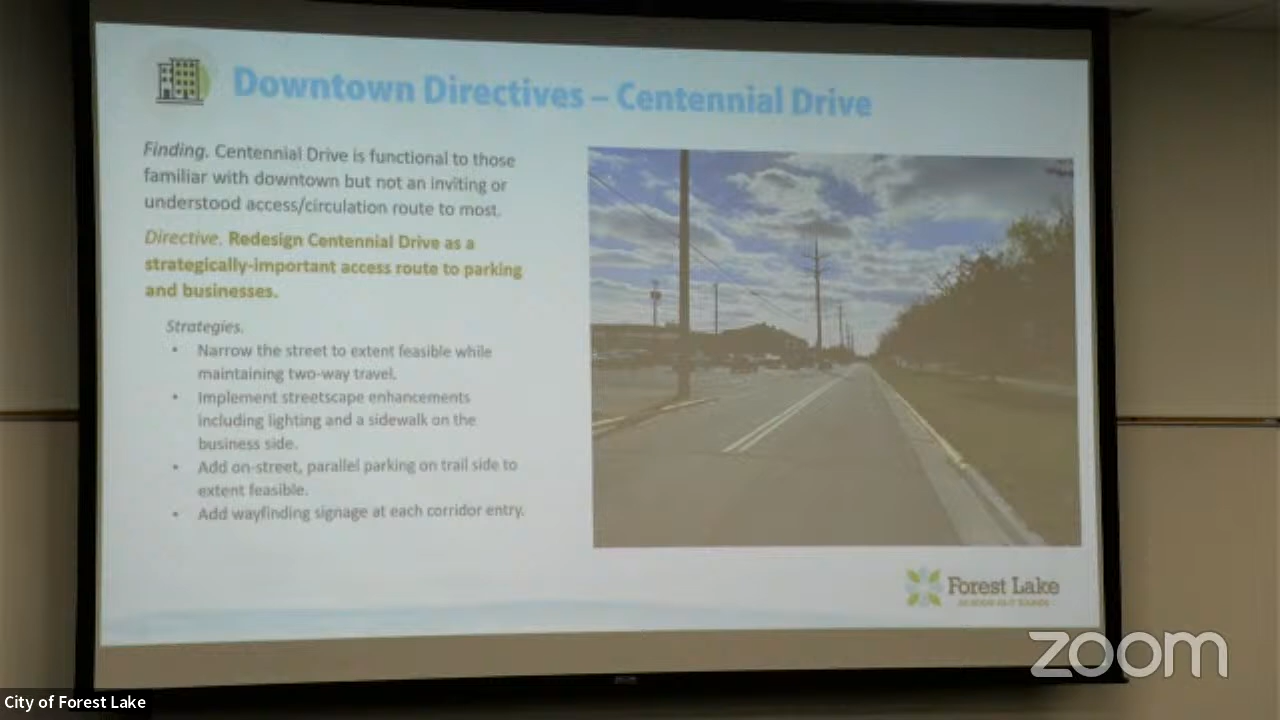 Downtown Directives – Centennial Drive
Finding. Centennial Drive is functional to those
familiar with downtown but not an inviting or
understood access/circulation route to most.
Directive. Redesign Centennial Drive as a
strategically-important access route to parking
and businesses.
Strategies.
• Narrow the street to extent feasible while
maintaining two-way travel.
• Implement streetscape enhancements
including lighting and a sidewalk on the
business side.
• Add on-street, parallel parking on trail side to
extent feasible.
• Add wayfinding signage at each corridor entry.
Forest Lake
zoom
City of Forest Lake